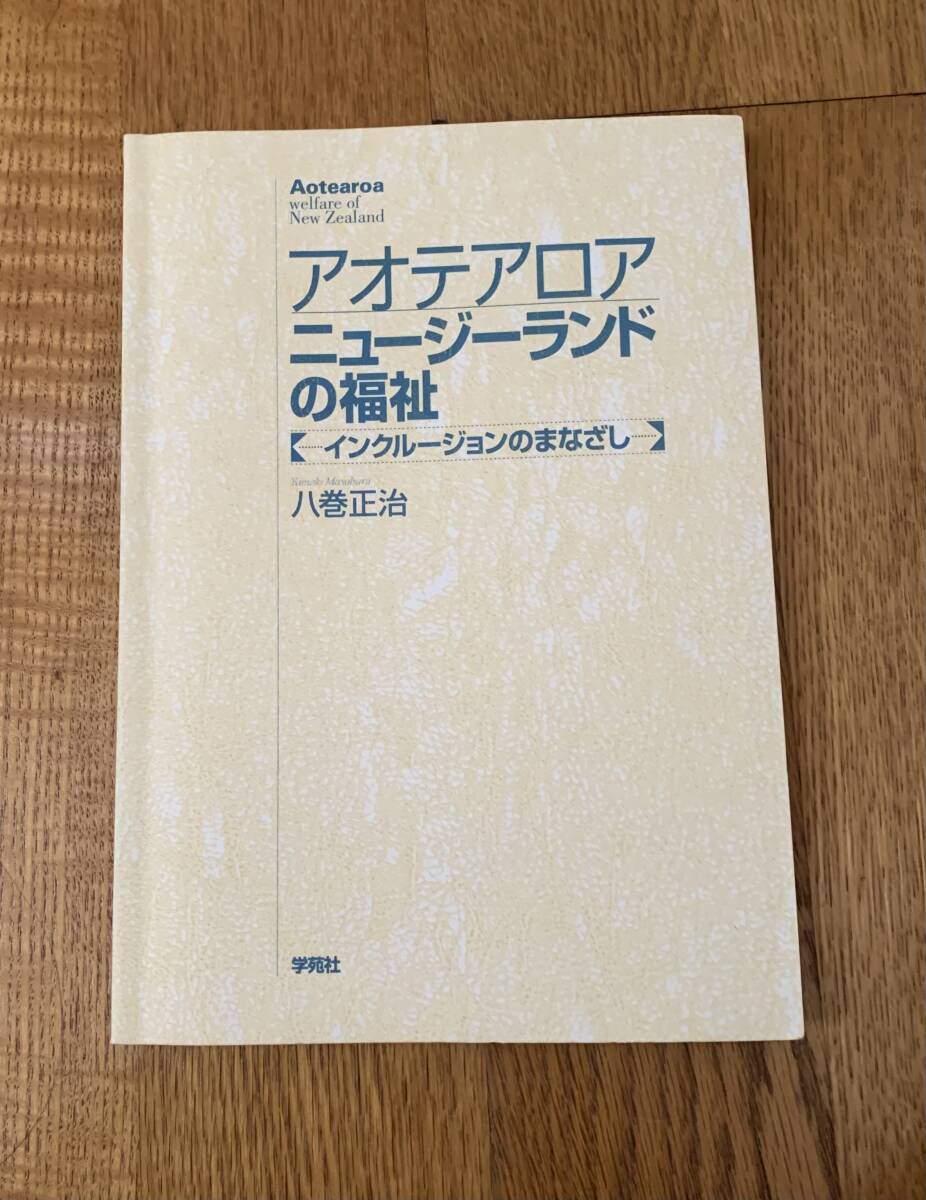 Aotearoa
welfare of
New Zealand
アオテアロア
ニュージーランド
の福祉
インクルージョンのまなざし
八巻正治
学苑社